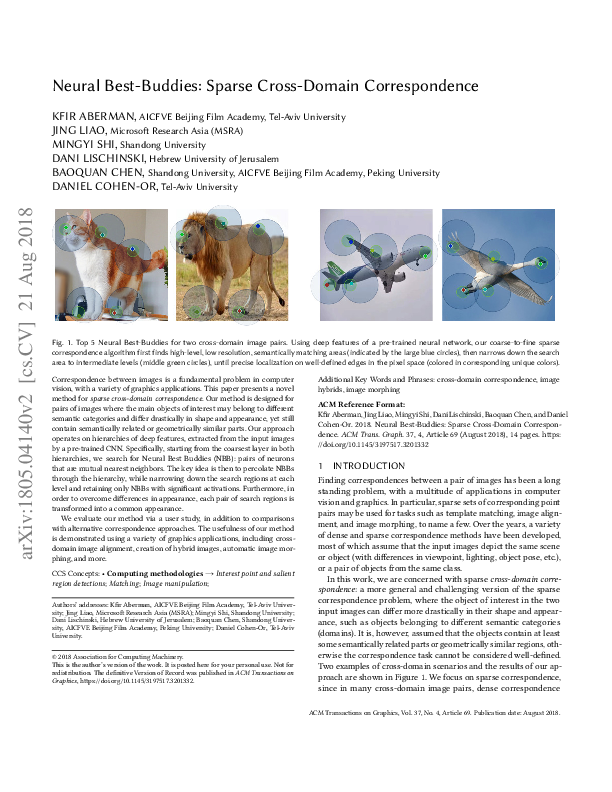 Neural Best-Buddies: Sparse Cross-Domain Correspondence
KFIR ABERMAN, AICFVE Beijing Film Academy, Tel-Aviv University
JING LIAO, Microsoft Research Asia (MSRA)
MINGYI SHI, Shandong University
DANI LISCHINSKI, Hebrew University of Jerusalem
BAOQUAN CHEN, Shandong University, AICFVE Beijing Film Academy, Peking University
DANIEL COHEN-OR, Tel-Aviv University
arXiv:1805.04140v2 [cs.CV] 21 Aug 2018
Fig. 1. Top 5 Neural Best-Buddies for two cross-domain image pairs. Using deep features of a pre-trained neural network, our coarse-to-fine sparse
correspondence algorithm first finds high-level, low resolution, semantically matching areas (indicated by the large blue circles), then narrows down the search
area to intermediate levels (middle green circles), until precise localization on well-defined edges in the pixel space (colored in corresponding unique colors).
Correspondence between images is a fundamental problem in computer
vision, with a variety of graphics applications. This paper presents a novel
method for sparse cross-domain correspondence. Our method is designed for
pairs of images where the main objects of interest may belong to different
semantic categories and differ drastically in shape and appearance, yet still
contain semantically related or geometrically similar parts. Our approach
operates on hierarchies of deep features, extracted from the input images
by a pre-trained CNN. Specifically, starting from the coarsest layer in both
hierarchies, we search for Neural Best Buddies (NBB): pairs of neurons
that are mutual nearest neighbors. The key idea is then to percolate NBBs
through the hierarchy, while narrowing down the search regions at each
level and retaining only NBBs with significant activations. Furthermore, in
order to overcome differences in appearance, each pair of search regions is
transformed into a common appearance.
We evaluate our method via a user study, in addition to comparisons
with alternative correspondence approaches. The usefulness of our method
is demonstrated using a variety of graphics applications, including cross-
domain image alignment, creation of hybrid images, automatic image mor-
phing, and more.
CCS Concepts: • Computing methodologies → Interest point and salient
region detections; Matching; Image manipulation;
Authors' addresses: Kfir Aberman, AICFVE Beijing Film Academy, Tel-Aviv Univer-
sity; Jing Liao, Microsoft Research Asia (MSRA); Mingyi Shi, Shandong University;
Dani Lischinski, Hebrew University of Jerusalem; Baoquan Chen, Shandong Univer-
sity, AICFVE Beijing Film Academy, Peking University; Daniel Cohen-Or, Tel-Aviv
University.
© 2018 Association for Computing Machinery.
This is the author's version of the work. It is posted here for your personal use. Not for
redistribution. The definitive Version of Record was published in ACM Transactions on
Graphics, https://doi.org/10.1145/3197517.3201332.
Additional Key Words and Phrases: cross-domain correspondence, image
hybrids, image morphing
ACM Reference Format:
Kfir Aberman, Jing Liao, Mingyi Shi, Dani Lischinski, Baoquan Chen, and Daniel
Cohen-Or. 2018. Neural Best-Buddies: Sparse Cross-Domain Correspon-
dence. ACM Trans. Graph. 37, 4, Article 69 (August 2018), 14 pages. https:
//doi.org/10.1145/3197517.3201332
1 INTRODUCTION
Finding correspondences between a pair of images has been a long
standing problem, with a multitude of applications in computer
vision and graphics. In particular, sparse sets of corresponding point
pairs may be used for tasks such as template matching, image align-
ment, and image morphing, to name a few. Over the years, a variety
of dense and sparse correspondence methods have been developed,
most of which assume that the input images depict the same scene
or object (with differences in viewpoint, lighting, object pose, etc.),
or a pair of objects from the same class.
In this work, we are concerned with sparse cross-domain corre-
spondence: a more general and challenging version of the sparse
correspondence problem, where the object of interest in the two
input images can differ more drastically in their shape and appear-
ance, such as objects belonging to different semantic categories
(domains). It is, however, assumed that the objects contain at least
some semantically related parts or geometrically similar regions, oth-
erwise the correspondence task cannot be considered well-defined.
Two examples of cross-domain scenarios and the results of our ap-
proach are shown in Figure 1. We focus on sparse correspondence,
since in many cross-domain image pairs, dense correspondence
ACM Transactions on Graphics, Vol. 37, No. 4, Article 69. Publication date: August 2018.